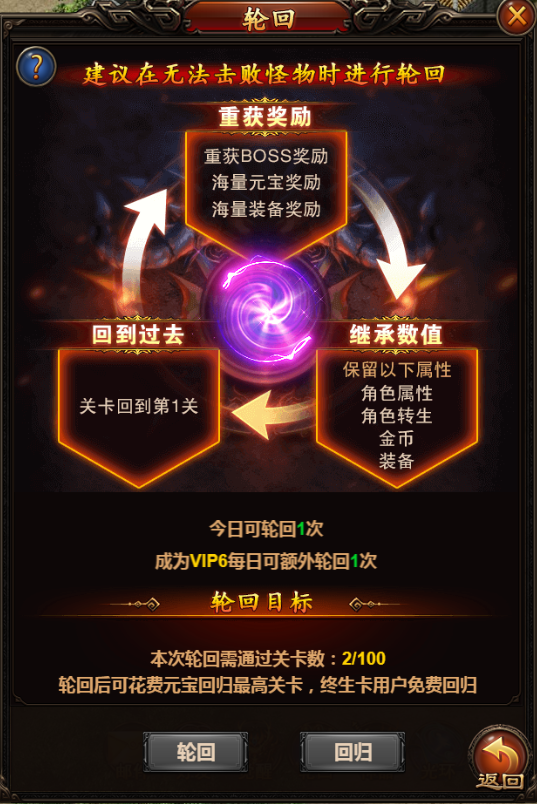 轮回
?
建议在无法击败怪物时进行轮回
重获奖励
重获BOSS奖励
海量元宝奖励
海量装备奖励
回到过去
关卡回到第1关
继承数值
保留以下属性
角色属性
角色转生
金币
装备
今日可轮回1次
成为VIP6每日可额外轮回1次
轮回目标
本次轮回需通过关卡数：2/100
轮回后可花费元宝回归最高关卡，终生卡用户免费回归
轮回
回归
返回